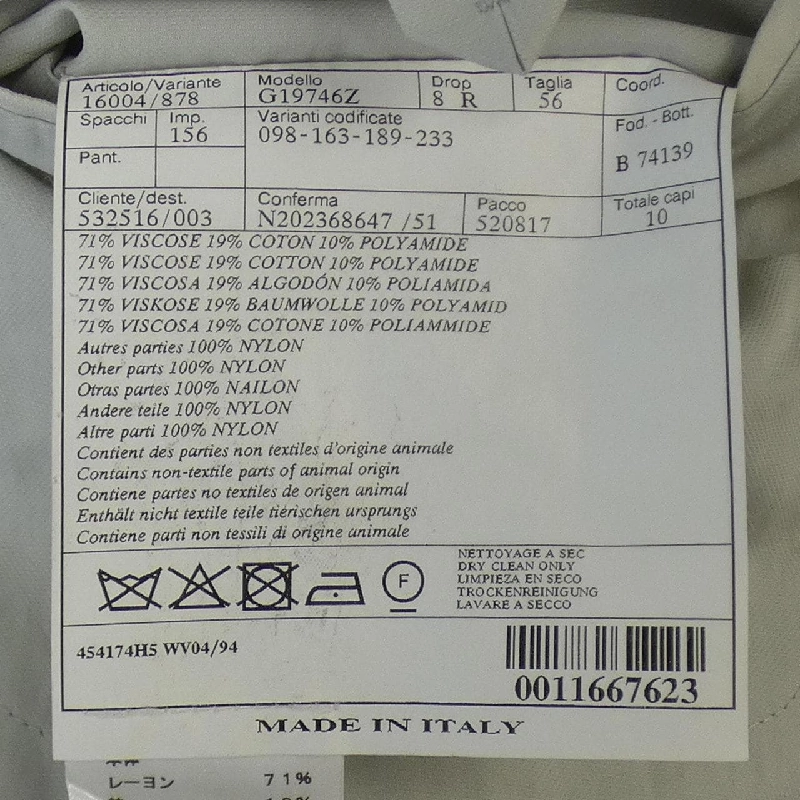 Articolo/Variante Modello Drop Taglia Coord.
16004/878 G19746Z 8 R 56
Spacchi Imp. Varianti codificate Fod. - Bott.
156 098-163-189-233
Pant. B 74139
Cliente/dest. Conferma Pacco Totale capi
532516/003 N202368647 /51 520817 10
71% VISCOSE 19% COTON 10% POLYAMIDE
71% VISCOSE 19% COTTON 10% POLYAMIDE
71% VISCOSA 19% ALGODÓN 10% POLIAMIDA
71% VISKOSE 19% BAUMWOLLE 10% POLYAMID
71% VISCOSA 19% COTONE 10% POLIAMMIDE
Autres parties 100% NYLON
Other parts 100% NYLON
Otras partes 100% NAILON
Andere teile 100% NYLON
Altre parti 100% NYLON
Contient des parties non textiles d'origine animale
Contains non-textile parts of animal origin
Contiene partes no textiles de origen animal
Enthält nicht textile teile tierischen ursprungs
Contiene parti non tessili di origine animale
F
NETTOYAGE A SEC
DRY CLEAN ONLY
LIMPIEZA EN SECO
TROCKENREINIGUNG
LAVARE A SECCO
454174H5 WV04/94
0011667623
MADE IN ITALY
レーヨン 71%